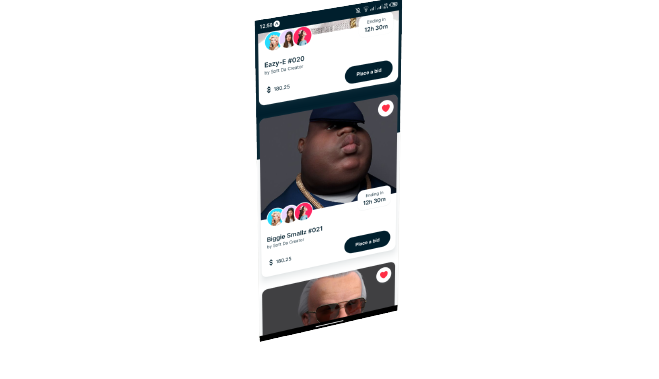 12:50
Ending in
12h 30m
Eazy-E #020
by Soft Da Creator
Place a bid
$ 180.25
Ending in
12h 30m
Biggie Smallz #021
by Soft Da Creator
Place a bid
$ 180.25